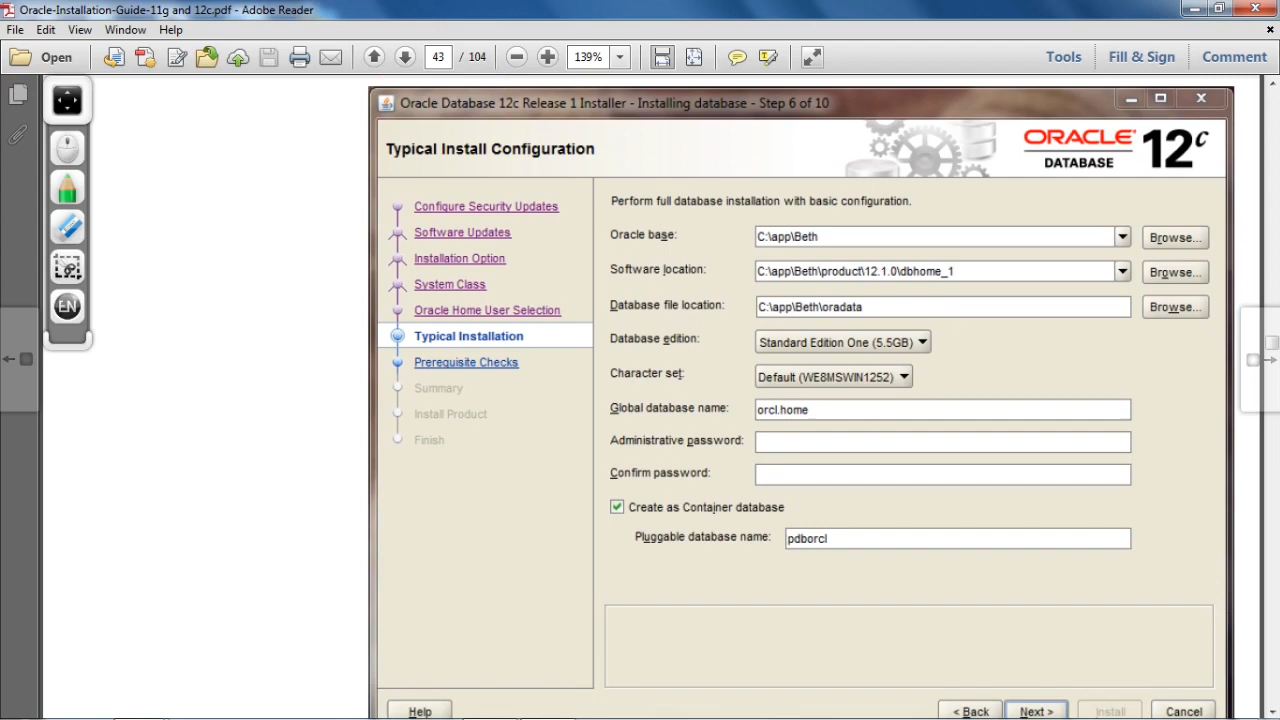 Oracle-Installation-Guide-11g and 12c.pdf - Adobe Reader
File Edit View Window Help
Open 43 / 104 139% Tools Fill & Sign Comment
Oracle Database 12c Release 1 Installer - Installing database - Step 6 of 10
Typical Install Configuration
ORACLE DATABASE 12c
Configure Security Updates
Software Updates
Installation Option
System Class
Oracle Home User Selection
Typical Installation
Prerequisite Checks
Summary
Install Product
Finish
EN
Perform full database installation with basic configuration.
Oracle base: C:\app\Beth Browse...
Software location: C:\app\Beth\product\12.1.0\dbhome_1 Browse...
Database file location: C:\app\Beth\oradata Browse...
Database edition: Standard Edition One (5.5GB)
Character set: Default (WE8MSWIN1252)
Global database name: orcl.home
Administrative password:
Confirm password:
Create as Container database
Pluggable database name: pdborcl
Help < Back Next > Install Cancel